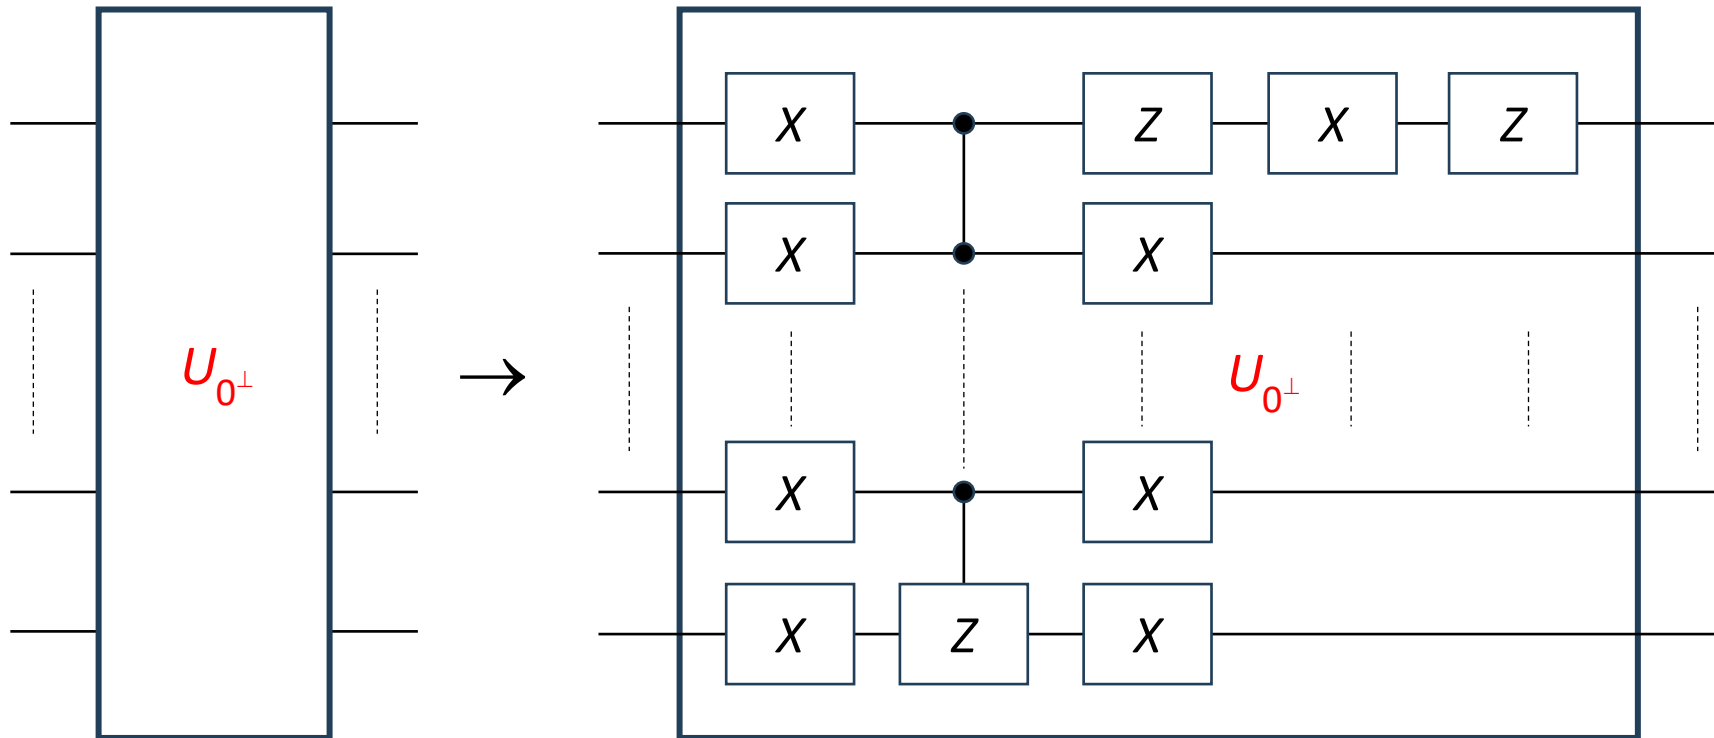 X Z X Z
X X
U0⊥ → U0⊥
X X
X Z X